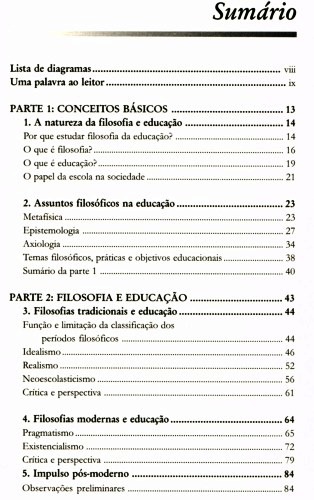 Sumário
Lista de diagramas.......................................................... viii
Uma palavra ao leitor...................................................... ix
PARTE 1: CONCEITOS BÁSICOS ................................ 13
1. A natureza da filosofia e educação ........................... 14
Por que estudar filosofia da educação? ............................ 14
O que é filosofia?........................................................ 16
O que é educação?....................................................... 19
O papel da escola na sociedade ..................................... 21
2. Assuntos filosóficos na educação............................. 23
Metafísica .................................................................. 23
Epistemologia ............................................................. 27
Axiologia ................................................................... 34
Temas filosóficos, práticas e objetivos educacionais............ 38
Sumário da parte 1 ...................................................... 40
PARTE 2: FILOSOFIA E EDUCAÇÃO ........................... 43
3. Filosofias tradicionais e educação............................ 44
Função e limitação da classificação dos
períodos filosóficos ................................................ 44
Idealismo.................................................................... 46
Realismo..................................................................... 52
Neoescolasticismo ........................................................ 56
Crítica e perspectiva ..................................................... 61
4. Filosofias modernas e educação............................... 64
Pragmatismo................................................................ 65
Existencialismo ............................................................ 72
Crítica e perspectiva ..................................................... 79
5. Impulso pós-moderno ............................................ 84
Observações preliminares .............................................. 84